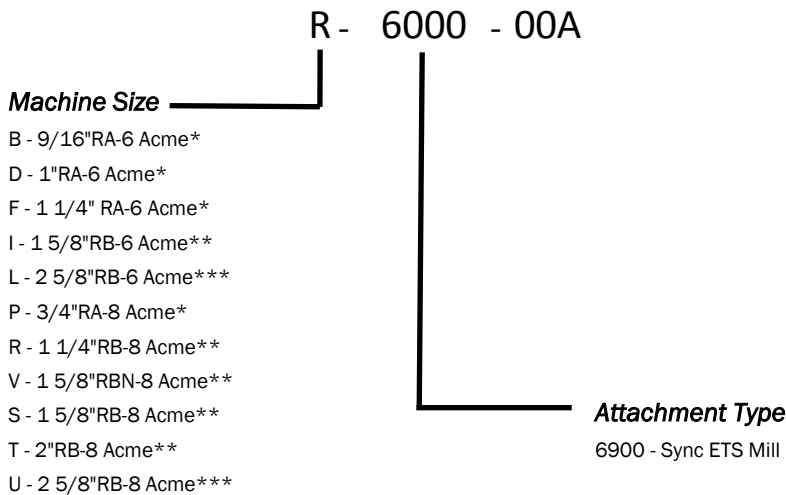 R - 6000 - 00A
Machine Size
B - 9/16"RA-6 Acme*
D - 1"RA-6 Acme*
F - 1 1/4" RA-6 Acme*
I - 1 5/8"RB-6 Acme**
L - 2 5/8"RB-6 Acme***
P - 3/4"RA-8 Acme*
R - 1 1/4"RB-8 Acme**
V - 1 5/8"RBN-8 Acme**
S - 1 5/8"RB-8 Acme**
T - 2"RB-8 Acme**
U - 2 5/8"RB-8 Acme***
Attachment Type
6900 - Sync ETS Mill